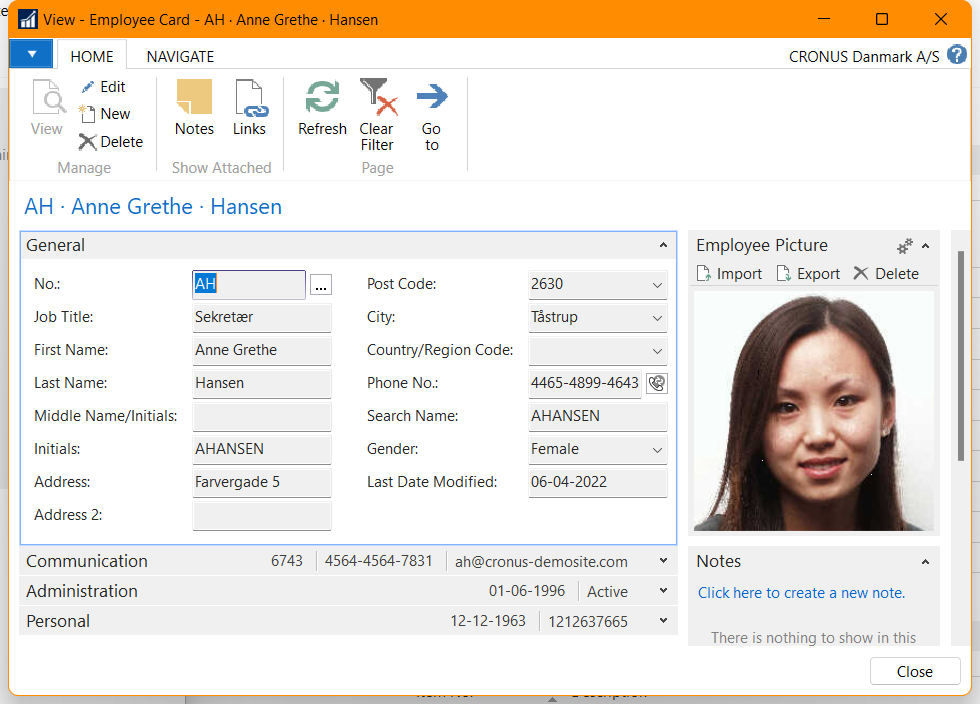 View - Employee Card - AH · Anne Grethe · Hansen
HOME NAVIGATE CRONUS Danmark A/S ?
View Edit New Delete Notes Links Refresh Clear Filter Go to
Manage Show Attached Page
AH · Anne Grethe · Hansen
General
No.: AH ...
Job Title: Sekretær
First Name: Anne Grethe
Last Name: Hansen
Middle Name/Initials:
Initials: AHANSEN
Address: Farvergade 5
Address 2:
Post Code: 2630
City: Tåstrup
Country/Region Code:
Phone No.: 4465-4899-4643
Search Name: AHANSEN
Gender: Female
Last Date Modified: 06-04-2022
Communication 6743 4564-4564-7831 ah@cronus-demosite.com
Administration 01-06-1996 Active
Personal 12-12-1963 1212637665
Employee Picture
Import Export Delete
Notes
Click here to create a new note.
There is nothing to show in this
Close